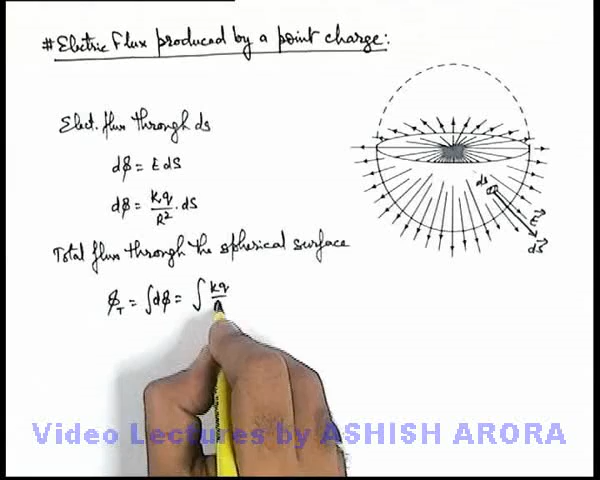 # Electric Flux produced by a point charge:
Elect. flux through ds
dϕ = E dS
dϕ = kq/R² . dS
Total flux through the spherical surface
ϕ_T = ∫dϕ = ∫ kq/
ds
E⃗
dS⃗
Video Lectures by ASHISH ARORA